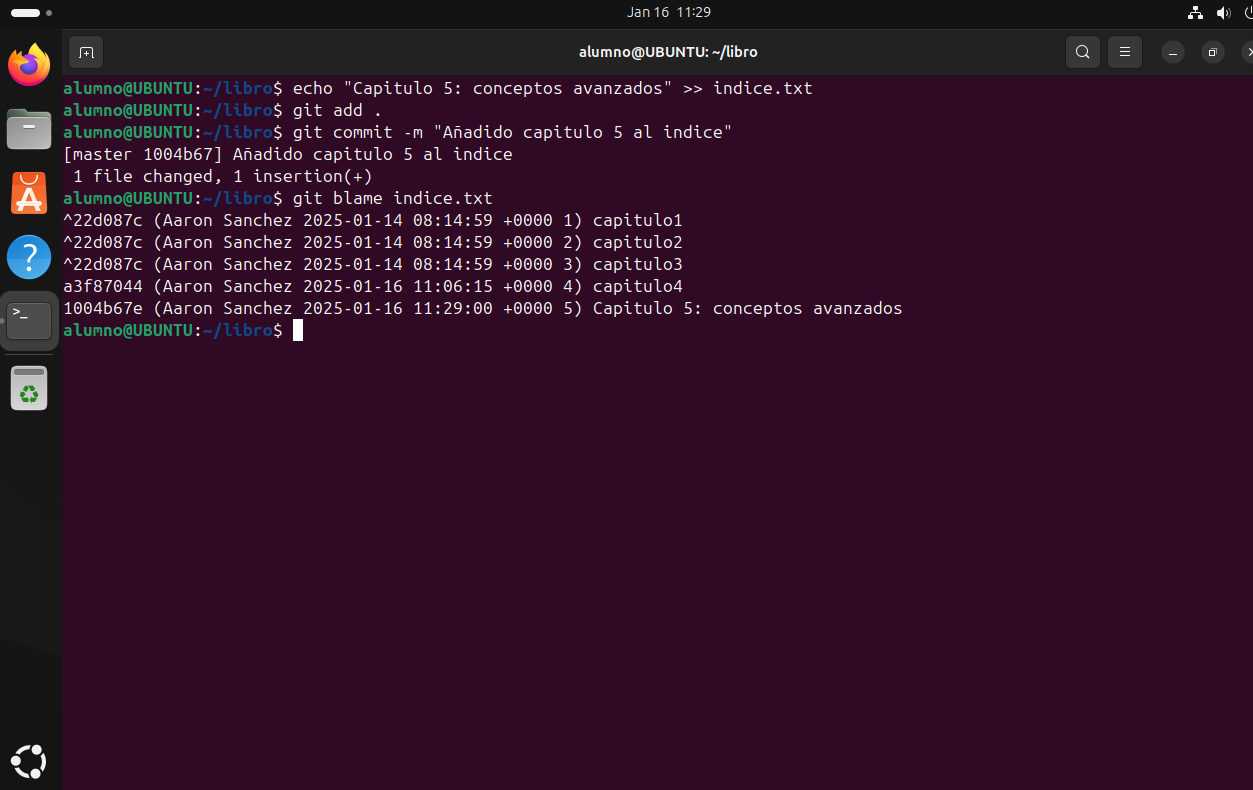 Jan 16 11:29
alumno@UBUNTU: ~/libro
alumno@UBUNTU:~/libro$ echo "Capitulo 5: conceptos avanzados" >> indice.txt
alumno@UBUNTU:~/libro$ git add .
alumno@UBUNTU:~/libro$ git commit -m "Añadido capitulo 5 al indice"
[master 1004b67] Añadido capitulo 5 al indice
 1 file changed, 1 insertion(+)
alumno@UBUNTU:~/libro$ git blame indice.txt
^22d087c (Aaron Sanchez 2025-01-14 08:14:59 +0000 1) capitulo1
^22d087c (Aaron Sanchez 2025-01-14 08:14:59 +0000 2) capitulo2
^22d087c (Aaron Sanchez 2025-01-14 08:14:59 +0000 3) capitulo3
a3f87044 (Aaron Sanchez 2025-01-16 11:06:15 +0000 4) capitulo4
1004b67e (Aaron Sanchez 2025-01-16 11:29:00 +0000 5) Capitulo 5: conceptos avanzados
alumno@UBUNTU:~/libro$